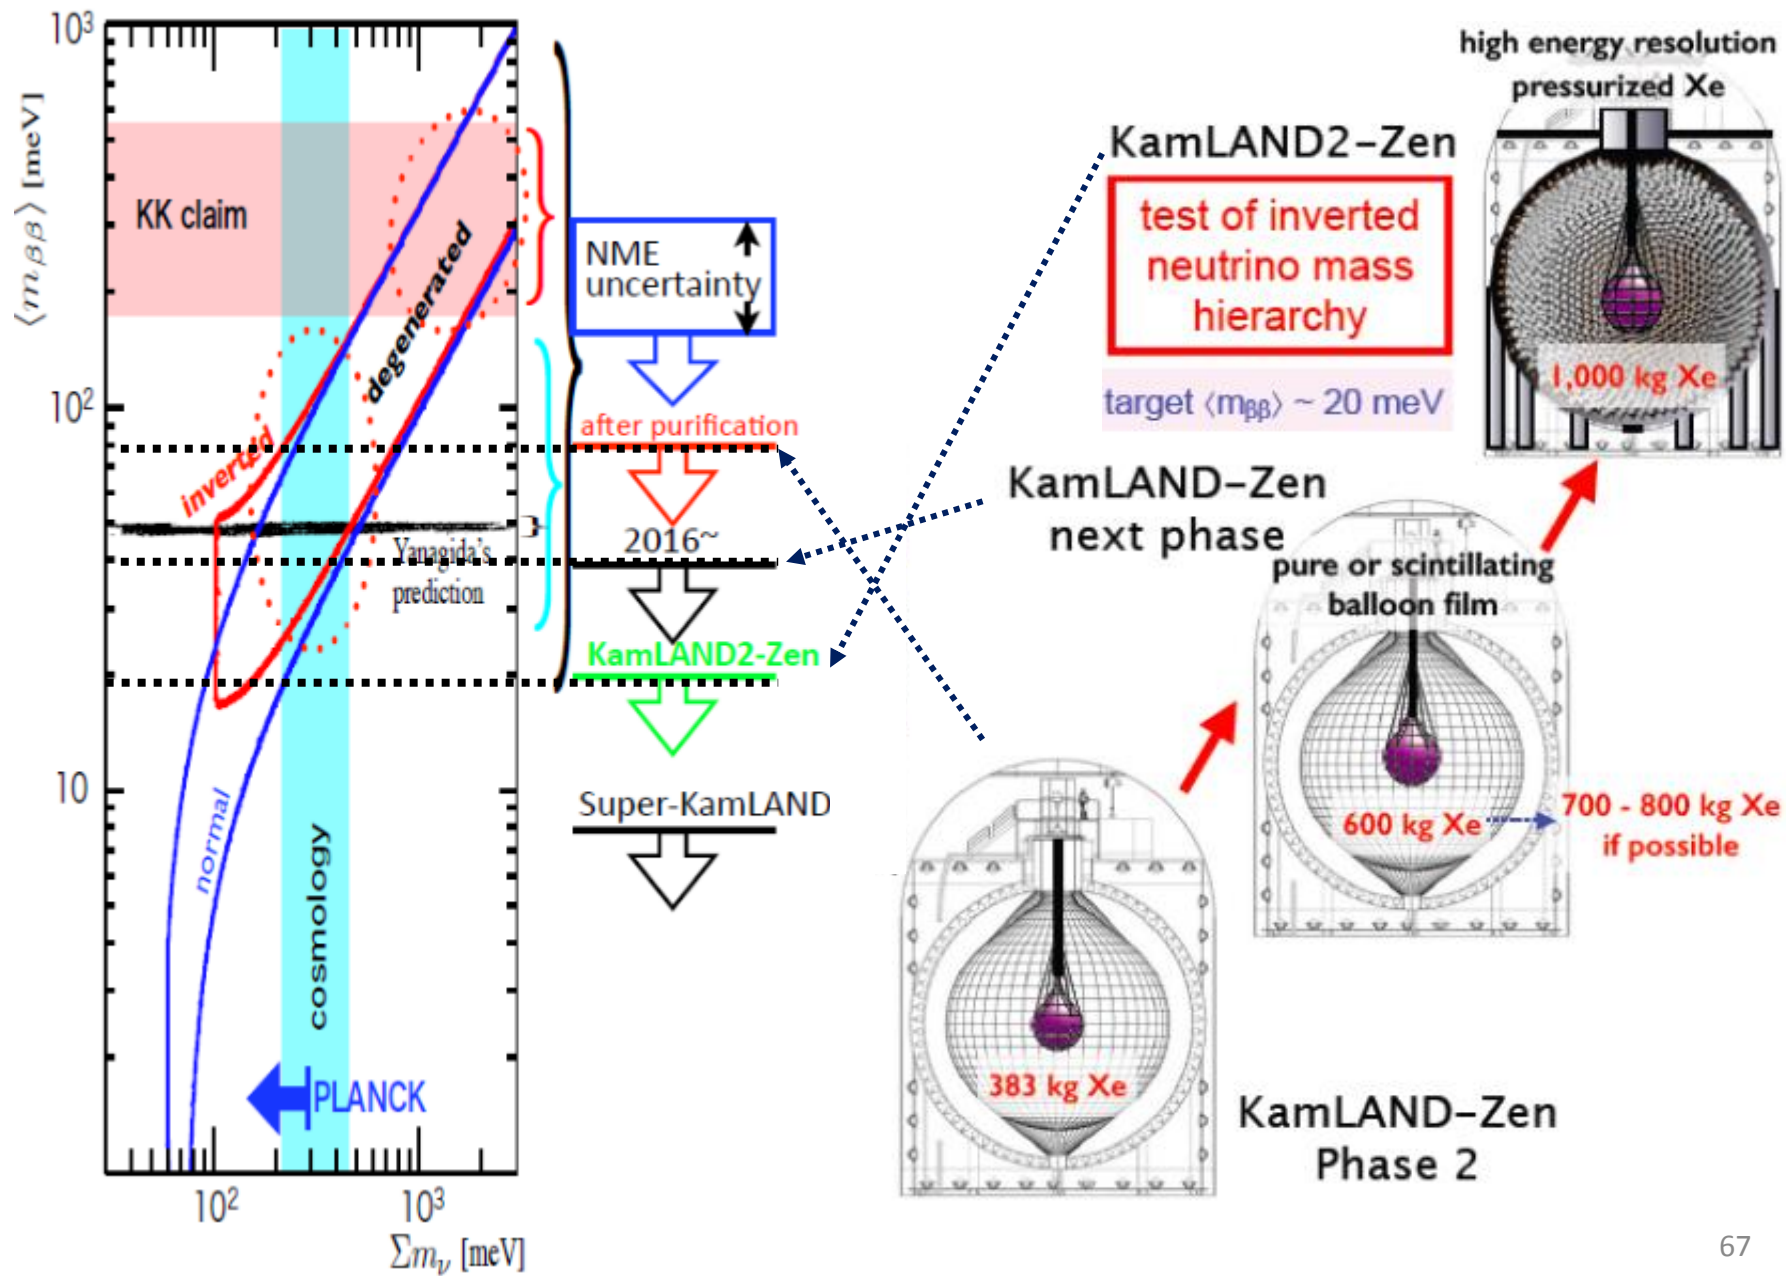 10³
10²
10
⟨m ββ⟩ [meV]
KK claim
degenerated
inverted
Yanagida's
prediction
normal
cosmology
PLANCK
10²
10³
Σmν [meV]
NME
uncertainty
after purification
2016~
KamLAND2-Zen
Super-KamLAND
high energy resolution
pressurized Xe
KamLAND2-Zen
test of inverted
neutrino mass
hierarchy
target ⟨mββ⟩ ~ 20 meV
1,000 kg Xe
KamLAND-Zen
next phase
pure or scintillating
balloon film
600 kg Xe
700 - 800 kg Xe
if possible
383 kg Xe
KamLAND-Zen
Phase 2
67